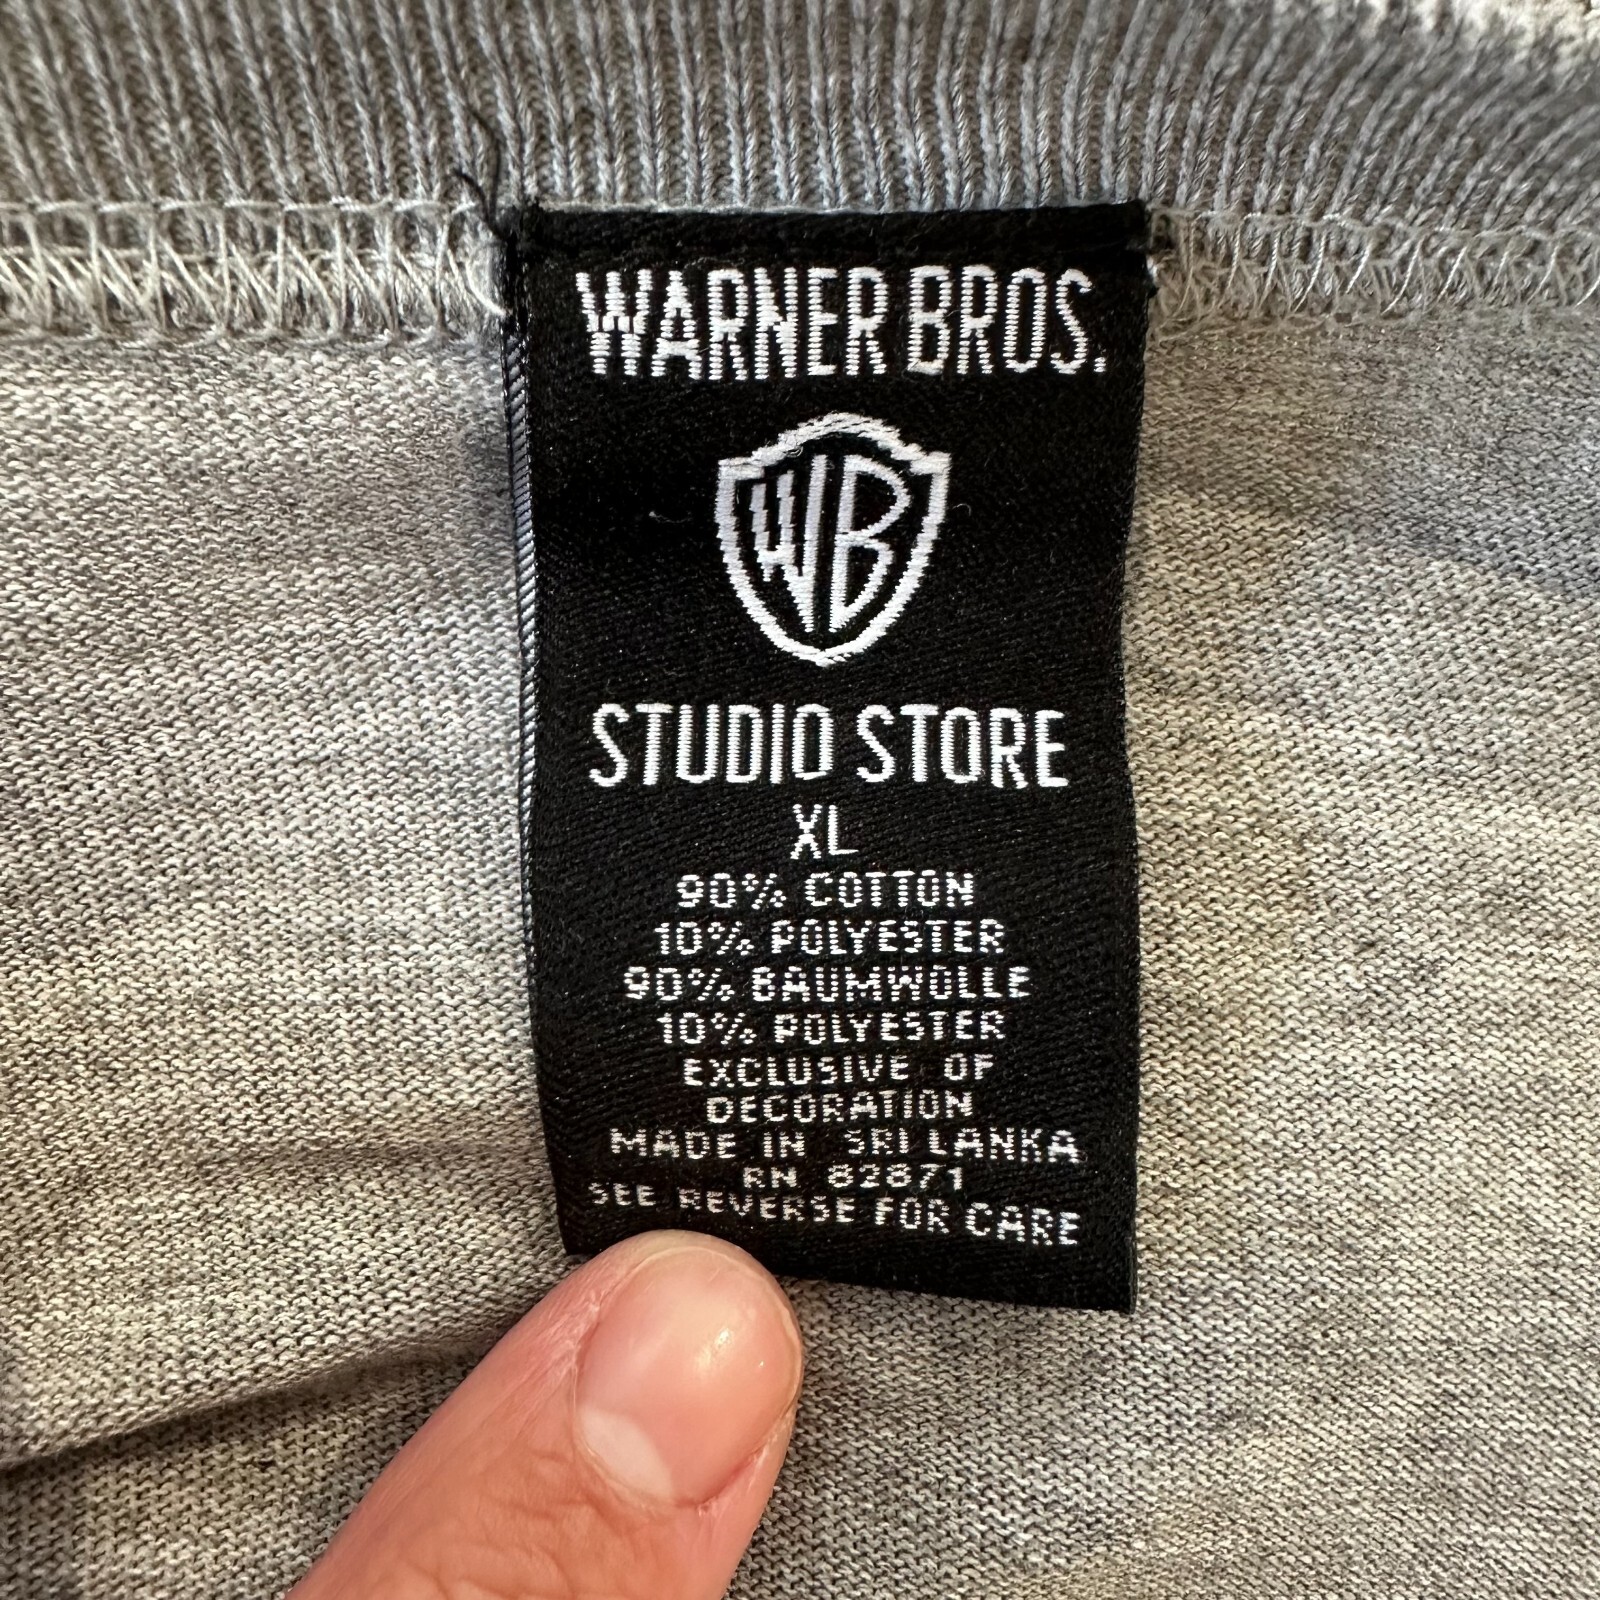 WARNER BROS.
WB
STUDIO STORE
XL
90% COTTON
10% POLYESTER
90% BAUMWOLLE
10% POLYESTER
EXCLUSIVE OF
DECORATION
MADE IN SRI LANKA
RN 82871
SEE REVERSE FOR CARE